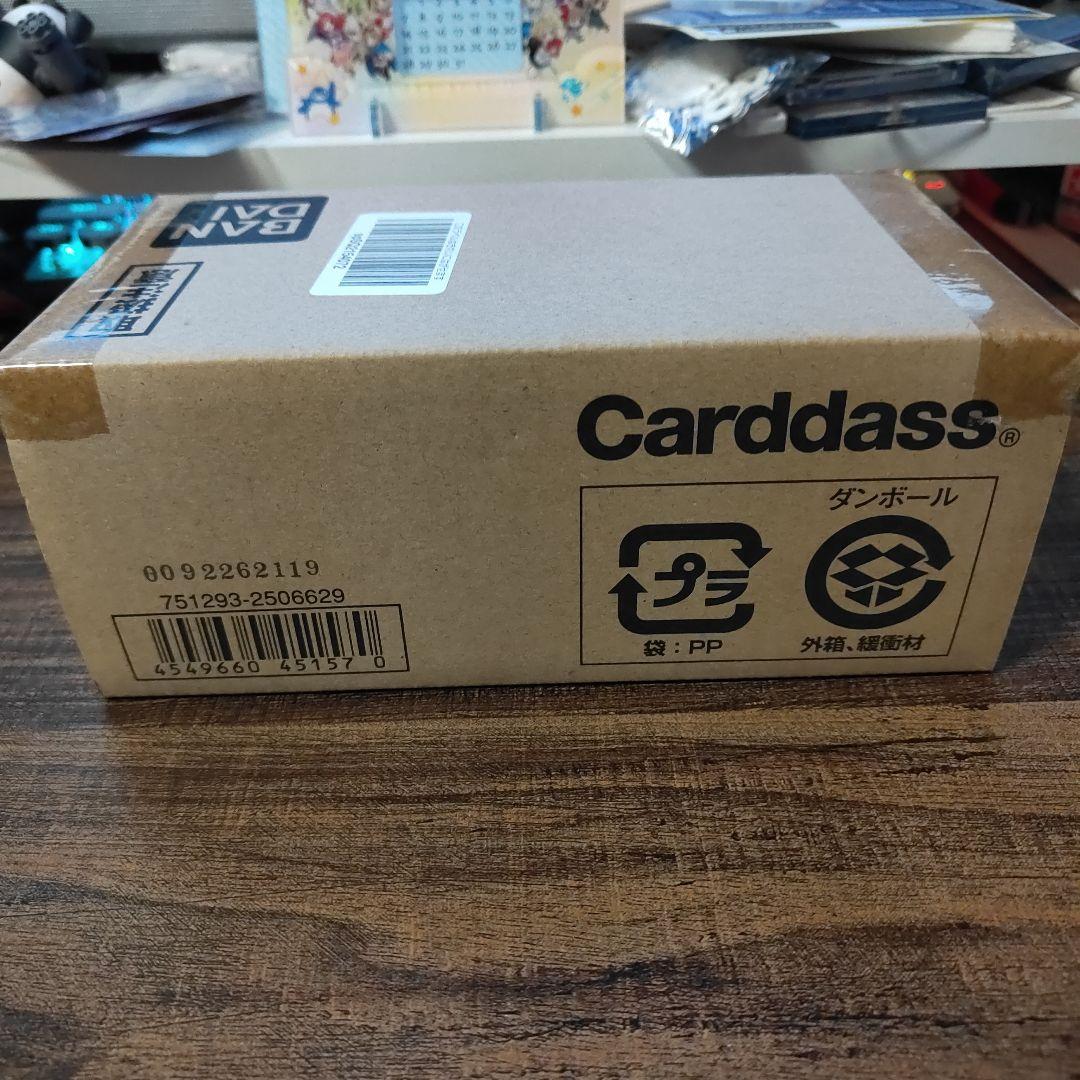 BAN
DAI
Carddass®
ダンボール
プラ
袋:PP
外箱、緩衝材
0092262119
751293-2506629
4549660 45157 0